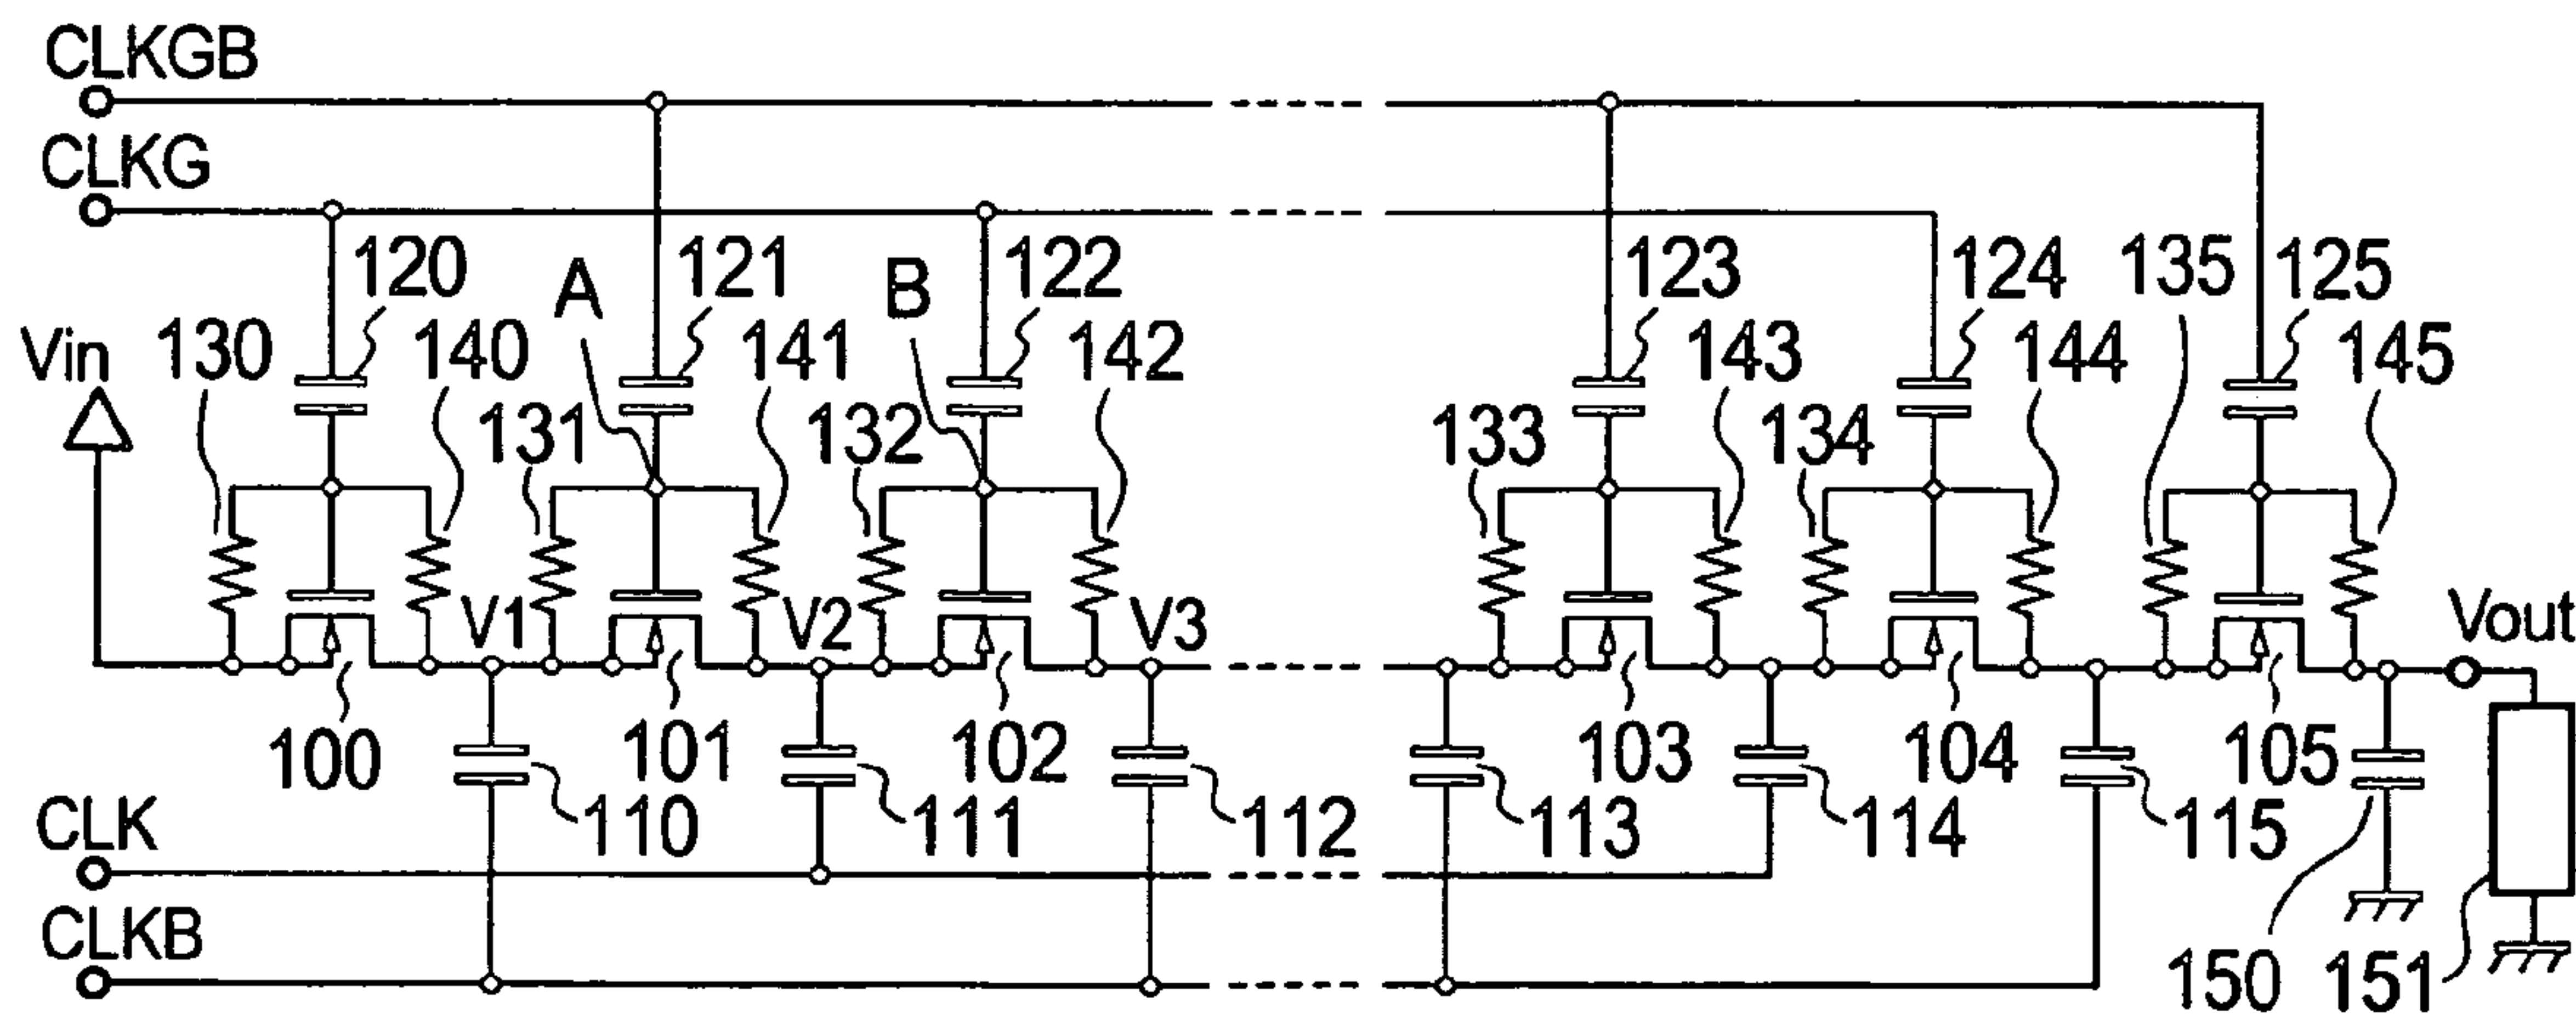 CLKGB
CLKG
120 A 121 B 122 123 124 135 125
Vin 130 140 141 142 143 144 145
131 132 133 134
V1 V2 V3 Vout
100 101 102 103 104 105
CLK 110 111 112 113 114 115
CLKB 150 151